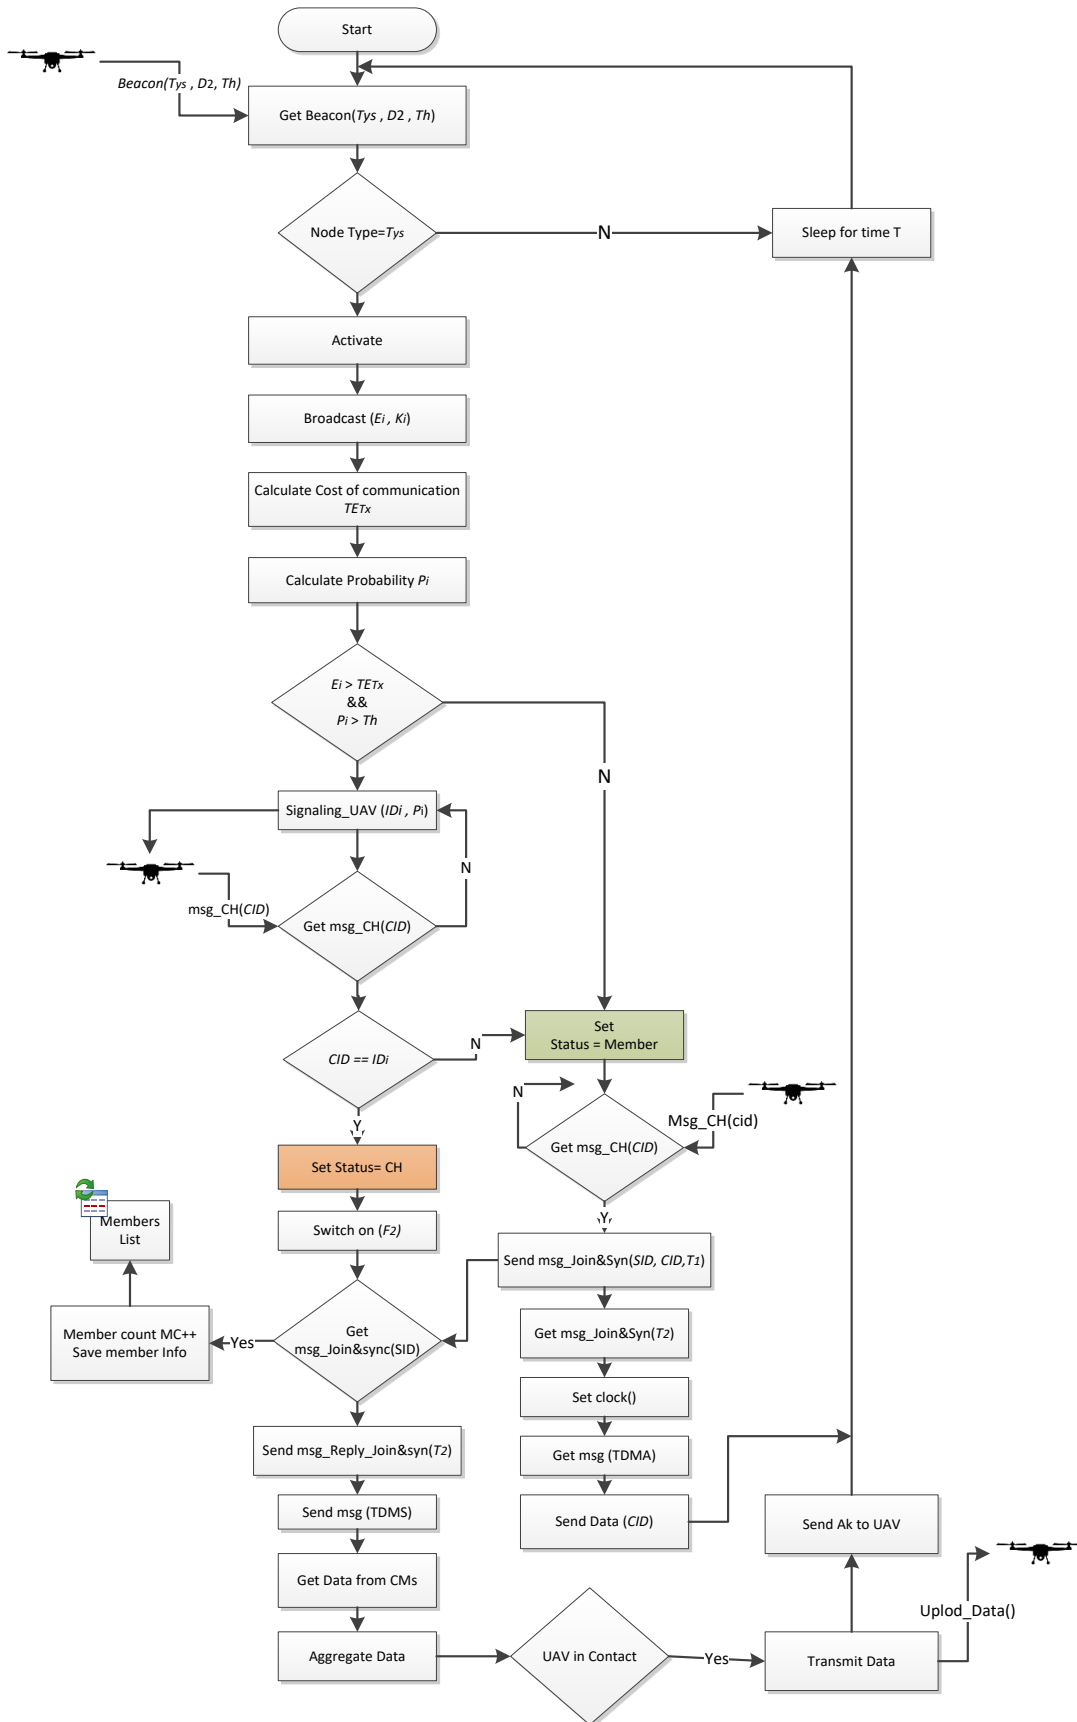 Start
Beacon(Tys , D2, Th)
Get Beacon(Tys , D2 , Th)
Node Type=Tys
N
Sleep for time T
Activate
Broadcast (Ei , Ki)
Calculate Cost of communication
TETx
Calculate Probability Pi
Ei > TETx
&&
Pi > Th
N
Signaling_UAV (IDi , Pi)
N
msg_CH(CID)
Get msg_CH(CID)
Set
Status = Member
N
CID == IDi
N
Msg_CH(cid)
Get msg_CH(CID)
Y
Set Status= CH
Y
Members
List
Switch on (F2)
Send msg_Join&Syn(SID, CID,T1)
Member count MC++
Save member Info
Yes
Get
msg_Join&sync(SID)
Get msg_Join&Syn(T2)
Set clock()
Send msg_Reply_Join&syn(T2)
Get msg (TDMA)
Send msg (TDMS)
Send Data (CID)
Send Ak to UAV
Get Data from CMs
Uplod_Data()
Aggregate Data
UAV in Contact
Yes
Transmit Data